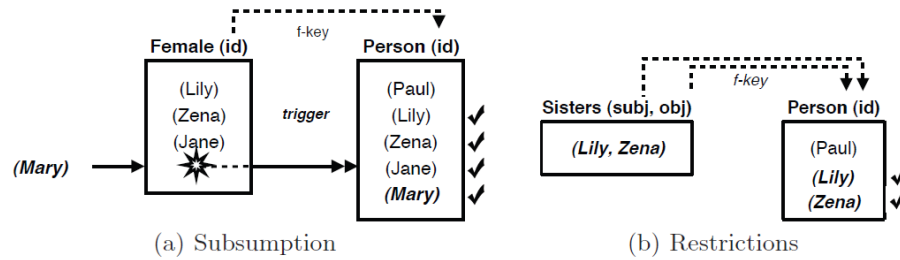 f-key
Female (id) Person (id)
(Lily)
(Zena)
(Jane)
(Mary)
trigger
(Paul)
(Lily)
(Zena)
(Jane)
(Mary)
(a) Subsumption
f-key
Sisters (subj, obj) Person (id)
(Lily, Zena)
(Paul)
(Lily)
(Zena)
(b) Restrictions